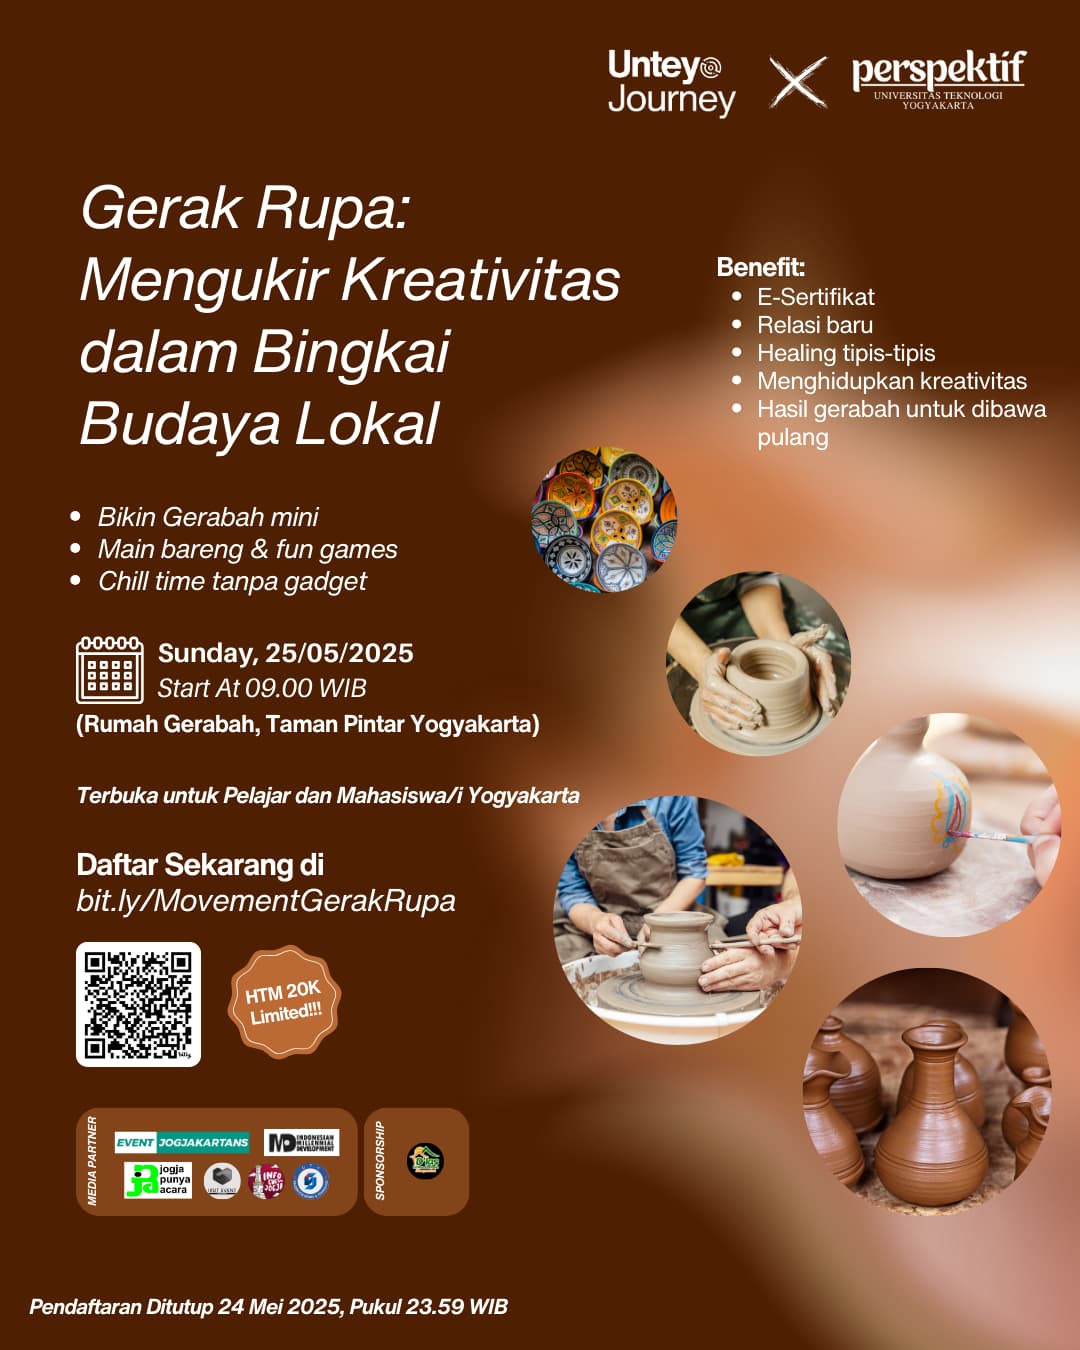 Unteyo
Journey
perspektif
UNIVERSITAS TEKNOLOGI
YOGYAKARTA
Gerak Rupa:
Mengukir Kreativitas
dalam Bingkai
Budaya Lokal
Benefit:
E-Sertifikat
Relasi baru
Healing tipis-tipis
Menghidupkan kreativitas
Hasil gerabah untuk dibawa
pulang
Bikin Gerabah mini
Main bareng & fun games
Chill time tanpa gadget
Sunday, 25/05/2025
Start At 09.00 WIB
(Rumah Gerabah, Taman Pintar Yogyakarta)
Terbuka untuk Pelajar dan Mahasiswa/i Yogyakarta
Daftar Sekarang di
bit.ly/MovementGerakRupa
HTM 20K
Limited!!!
MEDIA PARTNER
EVENT JOGJAKARTANS
INDONESIAN
MILLENNIAL
DEVELOPMENT
jogja
punya
acara
INFO
EVENT
JOGJA
SPONSORSHIP
Pendaftaran Ditutup 24 Mei 2025, Pukul 23.59 WIB